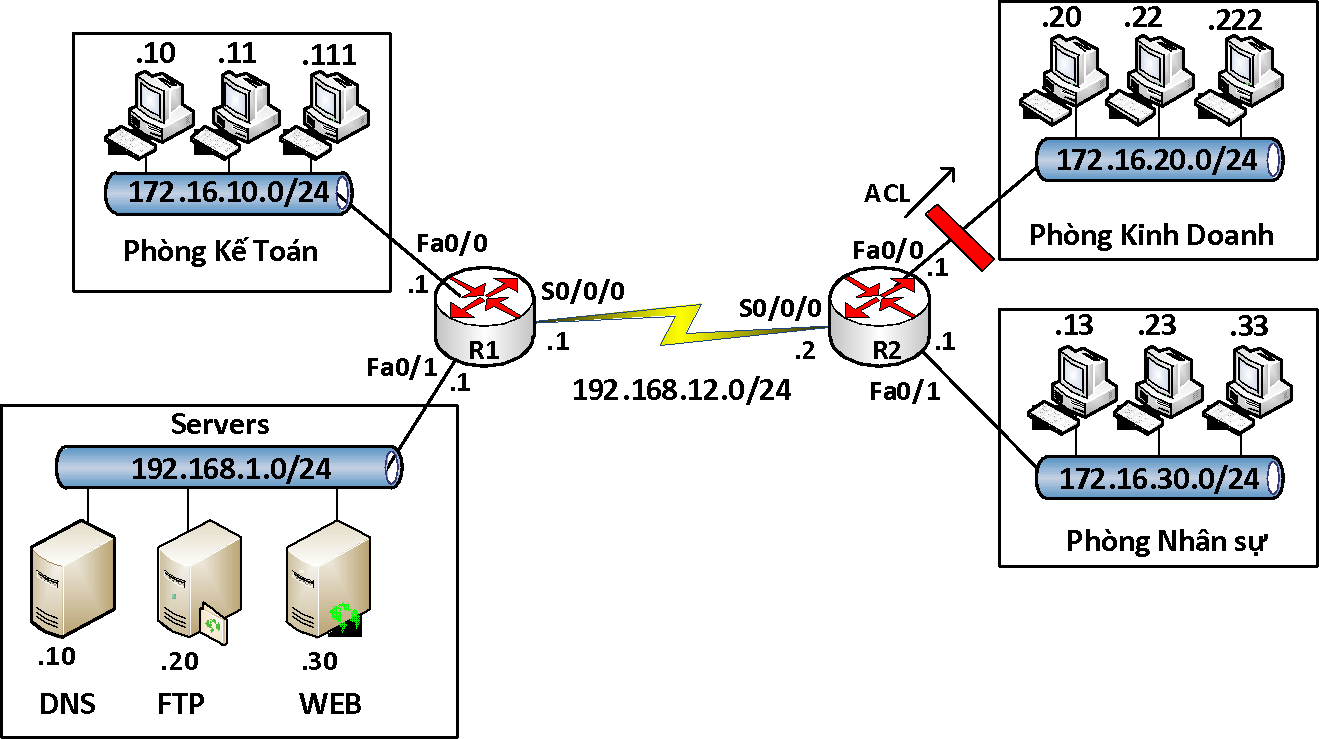 .10 .11 .111
172.16.10.0/24
Phòng Kế Toán
Fa0/0
.1
S0/0/0
.1
R1
Fa0/1
.1
192.168.12.0/24
S0/0/0
.2
R2
ACL
Fa0/0
.1
.1
Fa0/1
.20 .22 .222
172.16.20.0/24
Phòng Kinh Doanh
.13 .23 .33
172.16.30.0/24
Phòng Nhân sự
Servers
192.168.1.0/24
.10 .20 .30
DNS FTP WEB